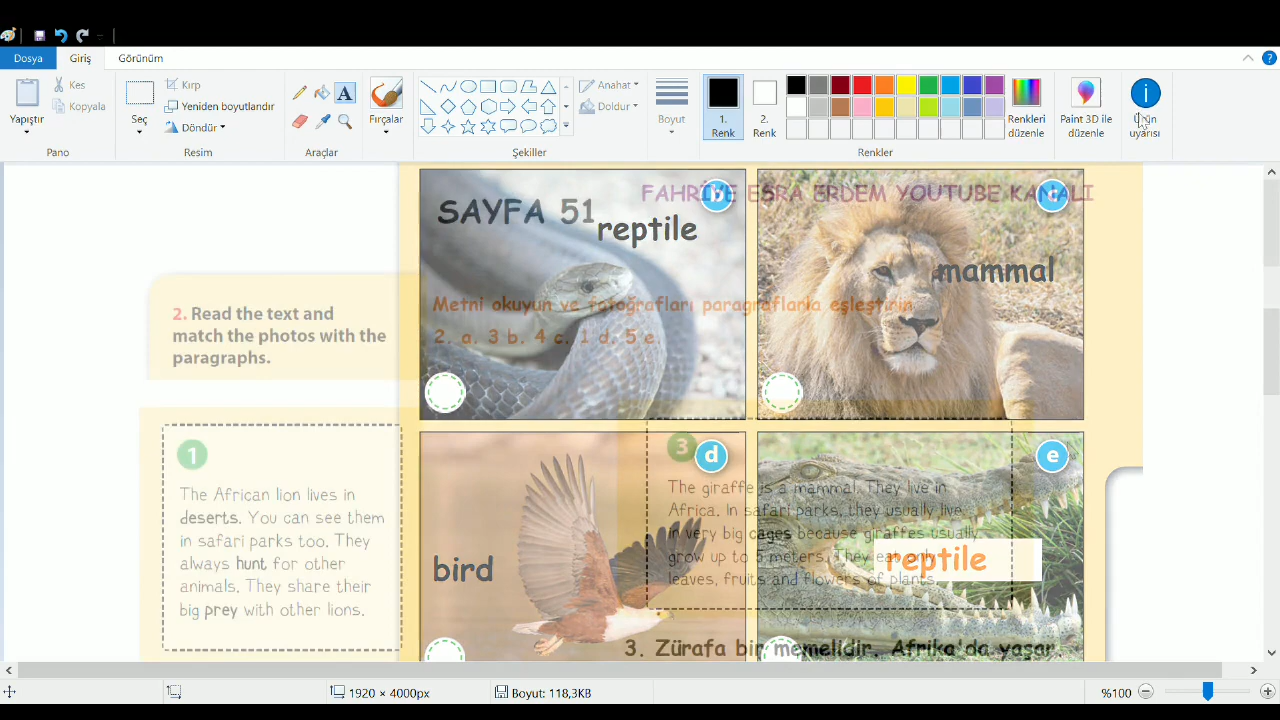 Dosya
Giriş
Görünüm
Yapıştır
Kes
Kopyala
Pano
Seç
Kırp
Yeniden boyutlandır
Döndür
Resim
Araçlar
Fırçalar
Şekiller
Anahat
Doldur
Boyut
1.
Renk
2.
Renk
Renkleri
düzenle
Renkler
Paint 3D ile
düzenle
Ürün
uyarısı
FAHRİYE ESRA ERDEM YOUTUBE KANALI
SAYFA 51
b
c
reptile
mammal
Metni okuyun ve fotoğrafları paragraflarla eşleştirin
2. a. 3 b. 4 c. 1 d. 5 e
2. Read the text and
match the photos with the
paragraphs.
1
The African lion lives in
deserts. You can see them
in safari parks too. They
always hunt for other
animals. They share their
big prey with other lions.
3
d
e
The giraffe is a mammal. They live in
Africa. In safari parks, they usually live
in very big cages because giraffes usually
grow up to 5 meters. They eat only
leaves, fruits and flowers of plants.
bird
reptile
3. Zürafa bir memelidir. Afrika'da yaşar.
1920 × 4000px
Boyut: 118,3KB
%100